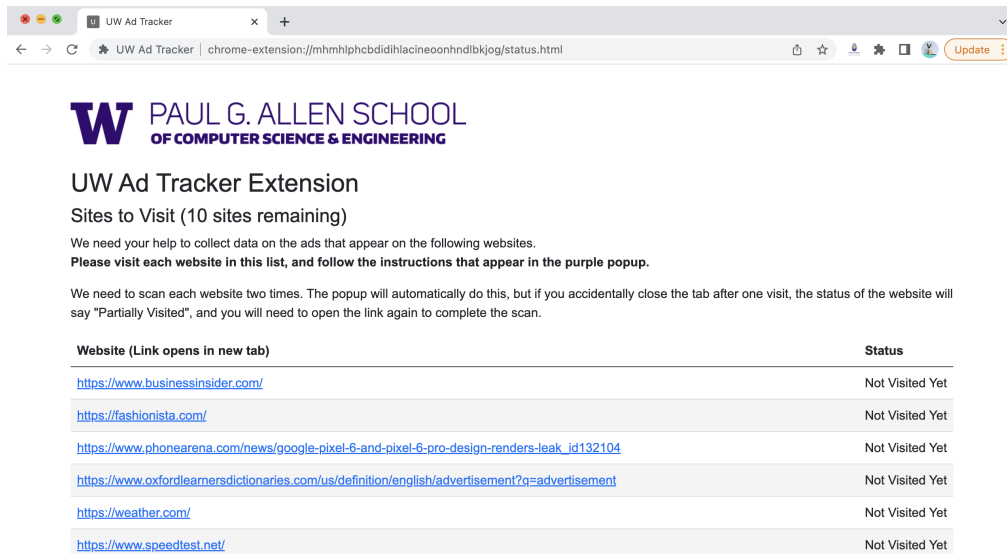 UW Ad Tracker
UW Ad Tracker | chrome-extension://mhmhlphcbdidihlacineoonhndlbkjog/status.html
Update
W PAUL G. ALLEN SCHOOL
OF COMPUTER SCIENCE & ENGINEERING
UW Ad Tracker Extension
Sites to Visit (10 sites remaining)
We need your help to collect data on the ads that appear on the following websites.
Please visit each website in this list, and follow the instructions that appear in the purple popup.
We need to scan each website two times. The popup will automatically do this, but if you accidentally close the tab after one visit, the status of the website will
say "Partially Visited", and you will need to open the link again to complete the scan.
Website (Link opens in new tab) Status
https://www.businessinsider.com/ Not Visited Yet
https://fashionista.com/ Not Visited Yet
https://www.phonearena.com/news/google-pixel-6-and-pixel-6-pro-design-renders-leak_id132104 Not Visited Yet
https://www.oxfordlearnersdictionaries.com/us/definition/english/advertisement?q=advertisement Not Visited Yet
https://weather.com/ Not Visited Yet
https://www.speedtest.net/ Not Visited Yet